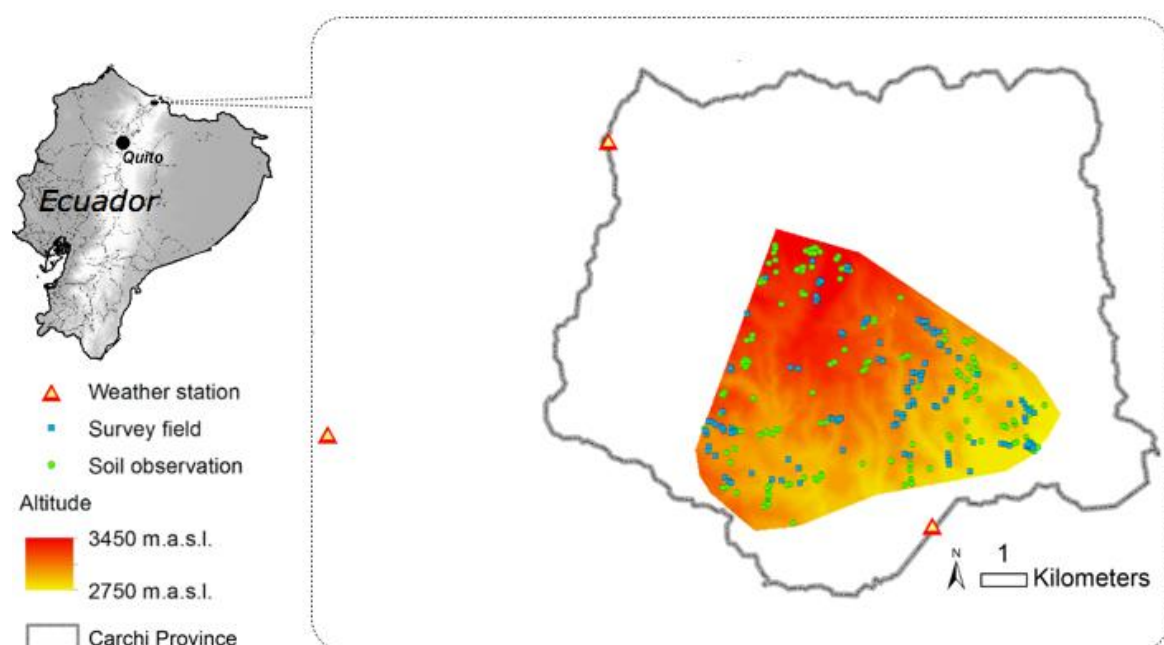 Quito
Ecuador
Weather station
Survey field
Soil observation
Altitude
3450 m.a.s.l.
2750 m.a.s.l.
Carchi Province
N
1
Kilometers